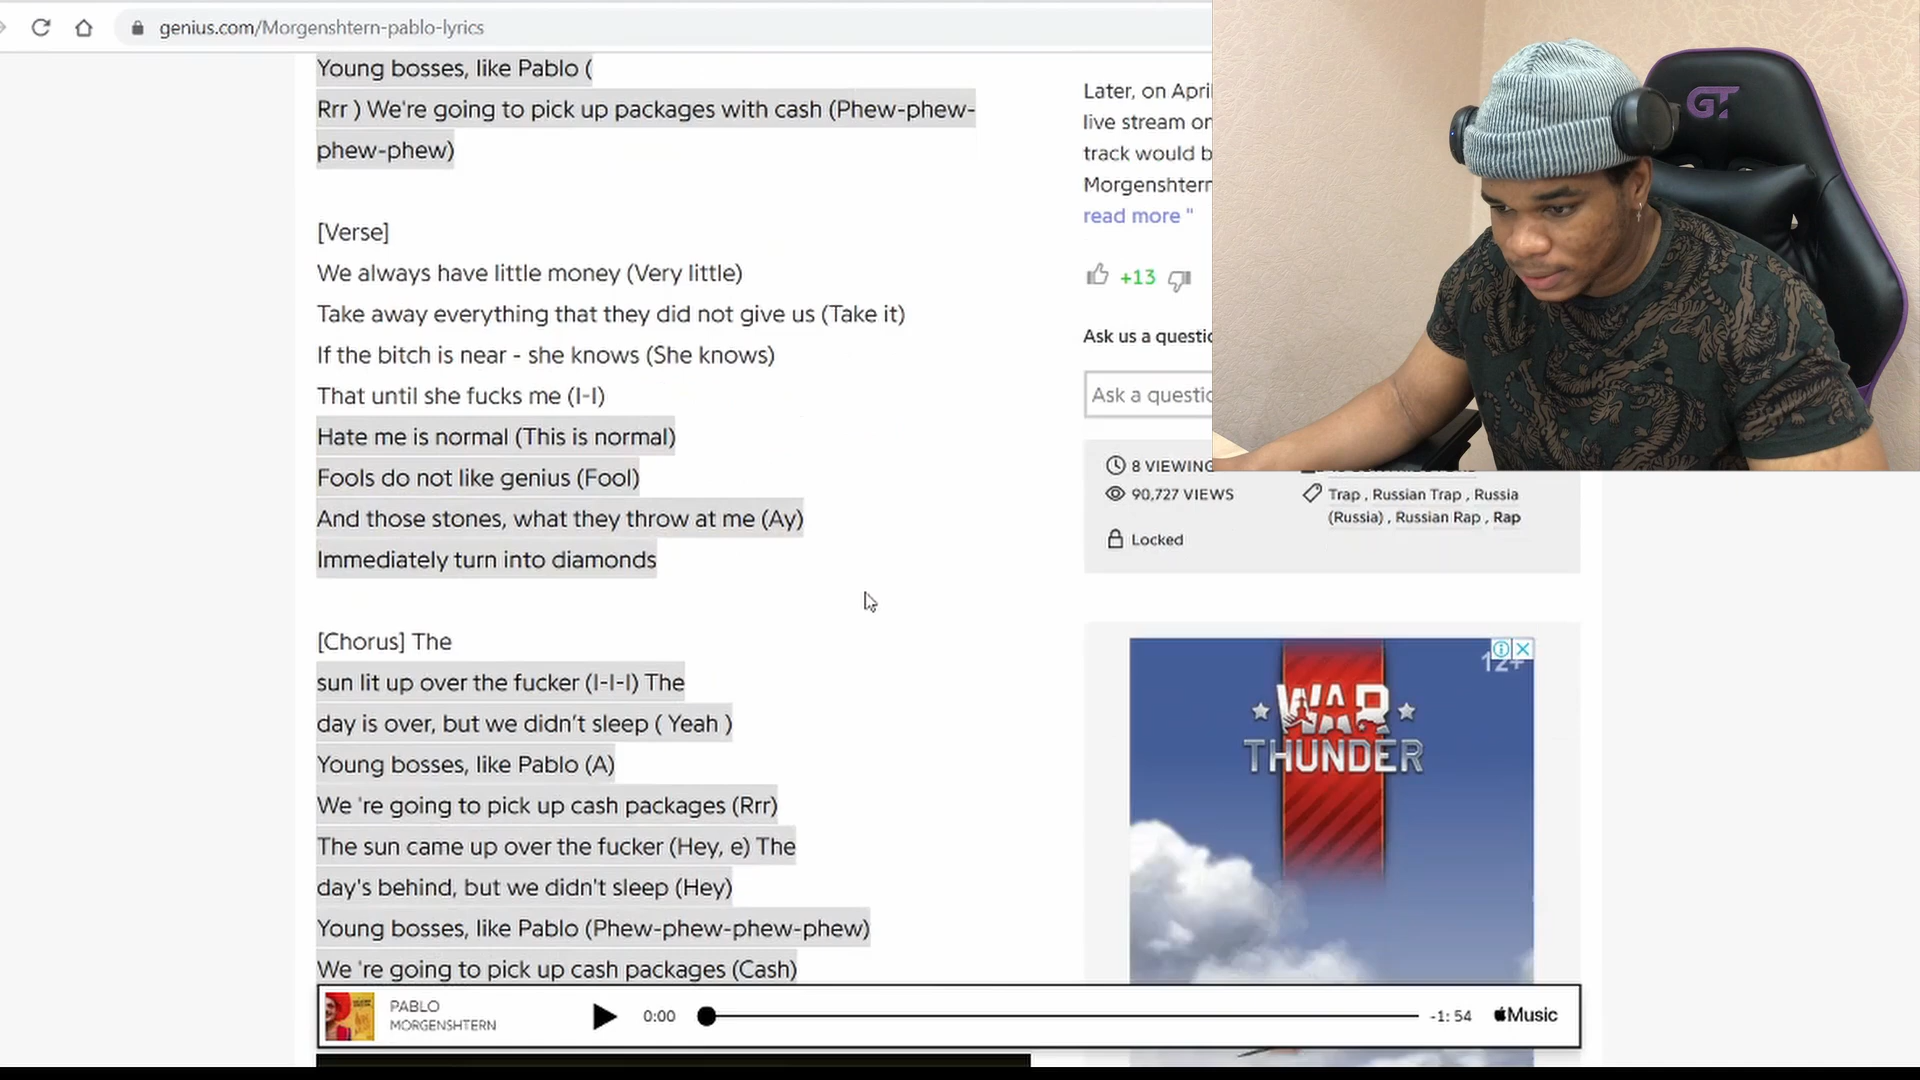 genius.com/Morgenshtern-pablo-lyrics
GT
Young bosses, like Pablo (
Rrr ) We're going to pick up packages with cash (Phew-phew-
phew-phew)
[Verse]
We always have little money (Very little)
Take away everything that they did not give us (Take it)
If the bitch is near - she knows (She knows)
That until she fucks me (I-I)
Hate me is normal (This is normal)
Fools do not like genius (Fool)
And those stones, what they throw at me (Ay)
Immediately turn into diamonds
[Chorus] The
sun lit up over the fucker (I-I-I) The
day is over, but we didn't sleep ( Yeah )
Young bosses, like Pablo (A)
We 're going to pick up cash packages (Rrr)
The sun came up over the fucker (Hey, e) The
day's behind, but we didn't sleep (Hey)
Young bosses, like Pablo (Phew-phew-phew-phew)
We 're going to pick up cash packages (Cash)
Later, on Apri
live stream on
track would b
Morgenshtern
read more "
+13
Ask us a questio
Ask a questio
8 VIEWING
90,727 VIEWS
Locked
Trap , Russian Trap , Russia
(Russia) , Russian Rap , Rap
12+
WAR
THUNDER
PABLO
MORGENSHTERN
0:00
-1: 54
Music